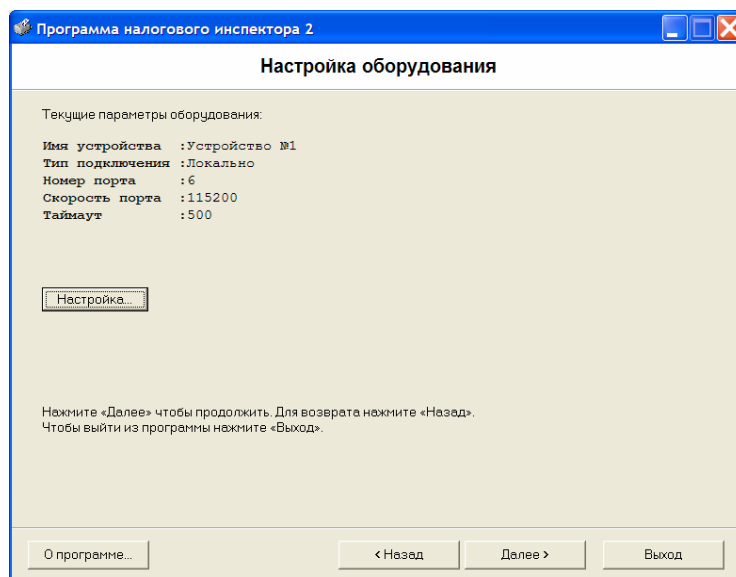 Программа налогового инспектора 2
Настройка оборудования
Текущие параметры оборудования:
Имя устройства :Устройство №1
Тип подключения :Локально
Номер порта :6
Скорость порта :115200
Таймаут :500
Настройка...
Нажмите «Далее» чтобы продолжить. Для возврата нажмите «Назад».
Чтобы выйти из программы нажмите «Выход».
О программе... < Назад Далее > Выход